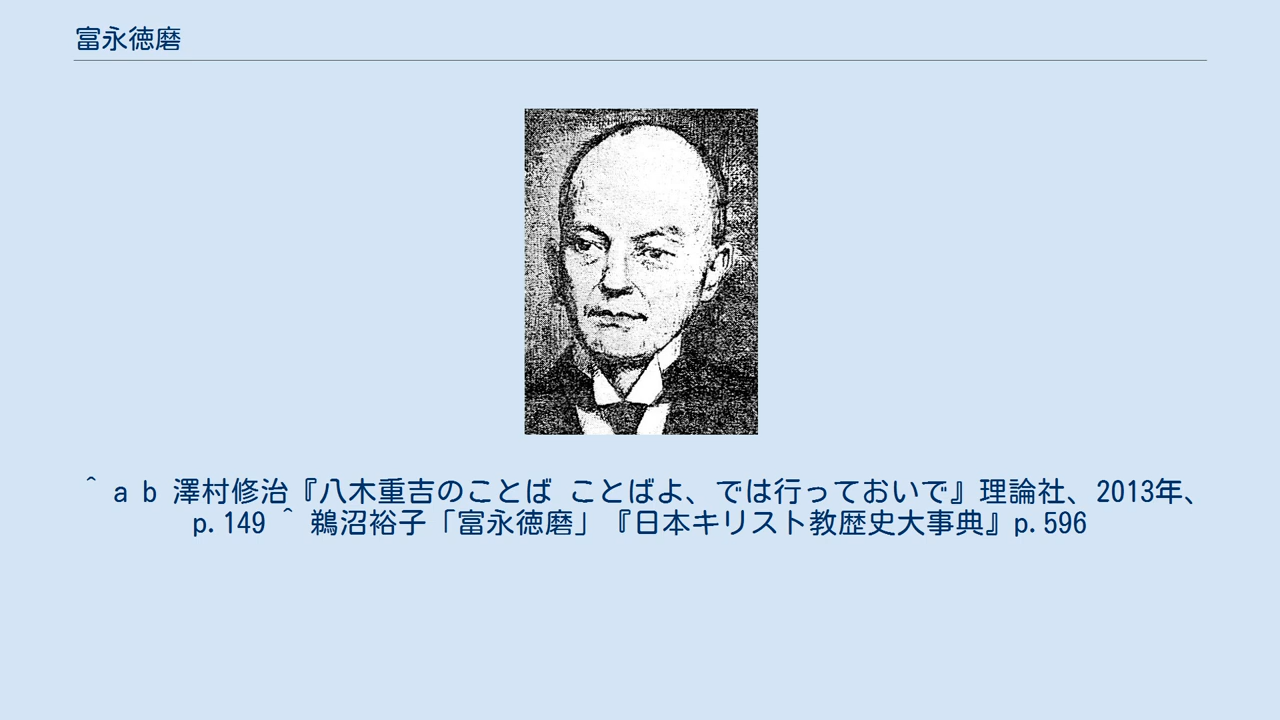 富永徳磨
^ a b 澤村修治『八木重吉のことば ことばよ、では行っておいで』理論社、2013年、
p.149 ^ 鵜沼裕子「富永徳磨」『日本キリスト教歴史大事典』p.596